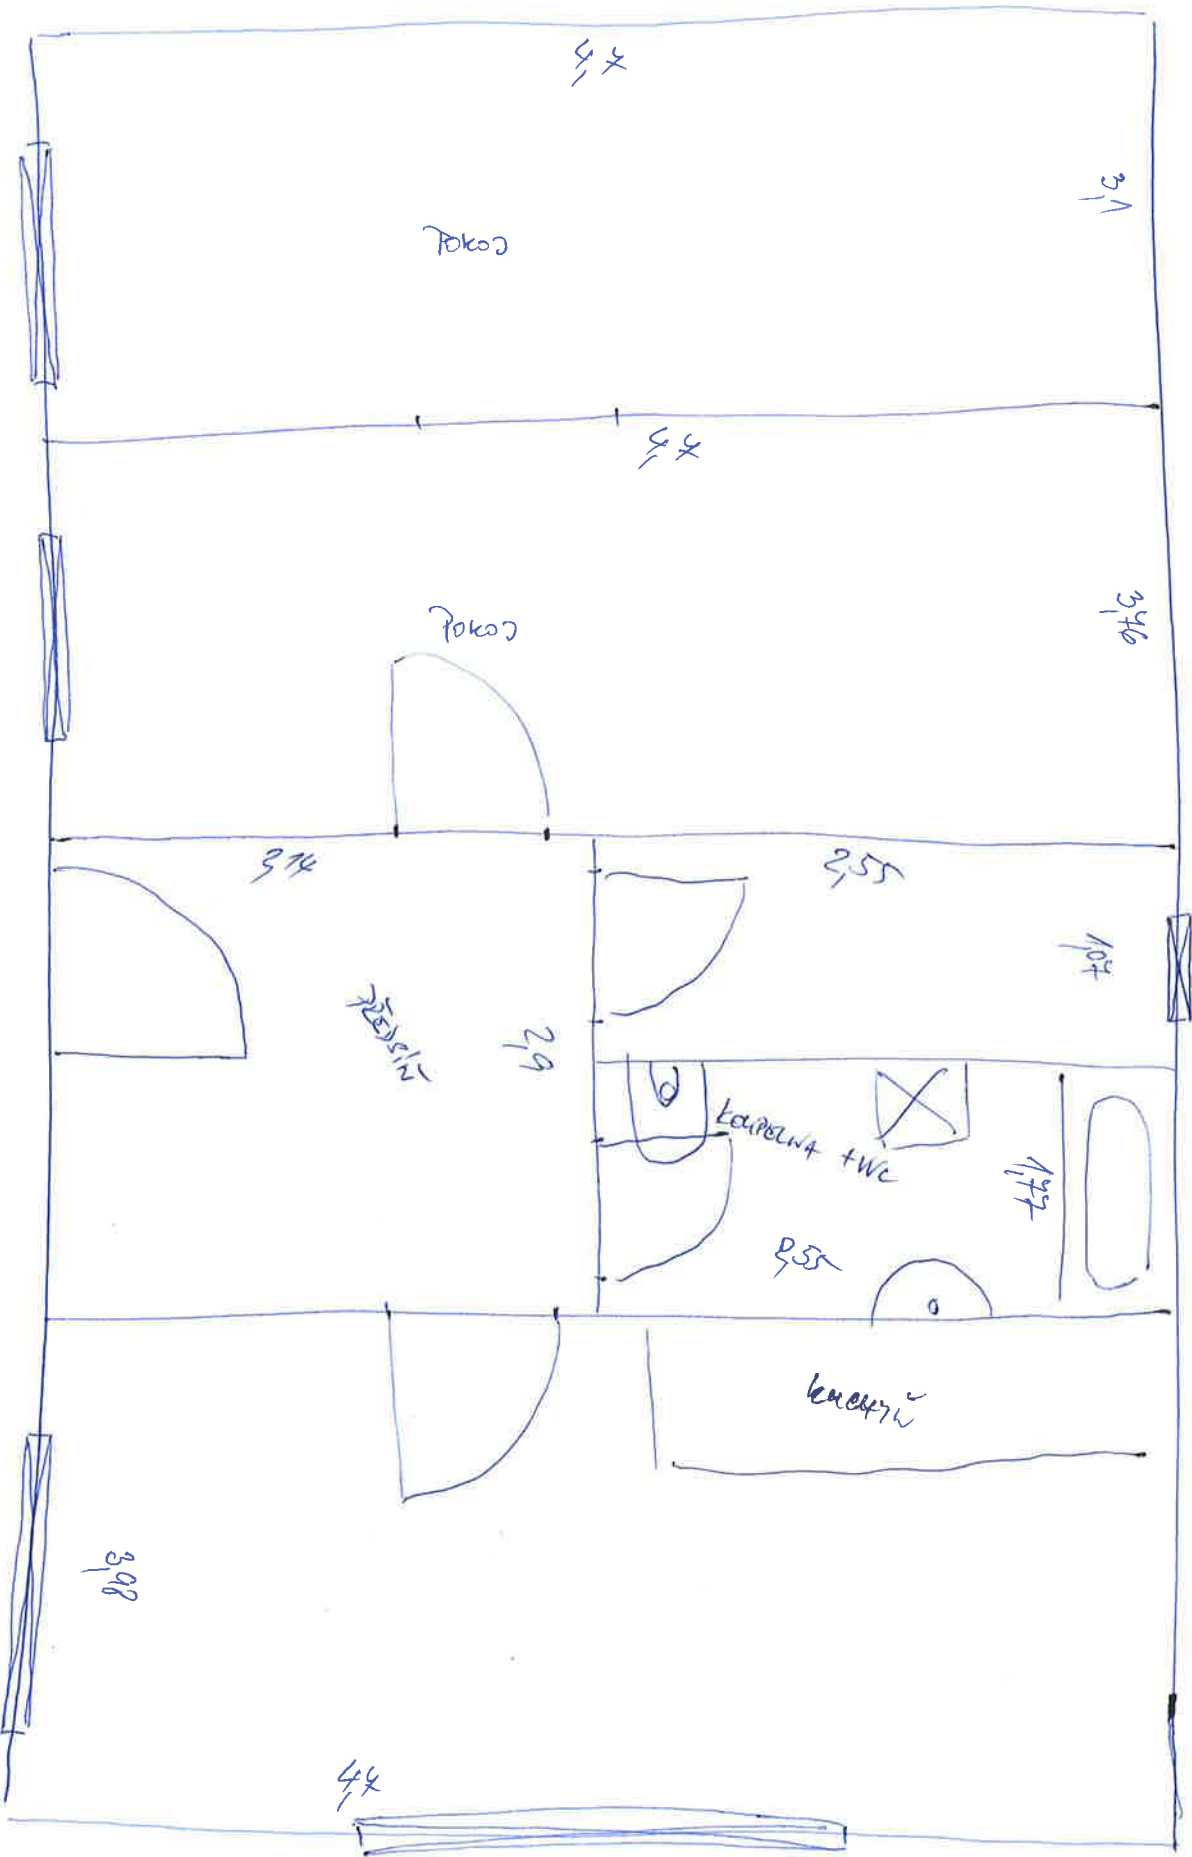 4,7
3,1
POKOJ
4,7
3,46
POKOJ
3,14
2,55
1,07
PŘEDSÍŇ
2,9
KOUPELNA + WC
1,77
2,55
KUCHYŇ
3,98
4,7